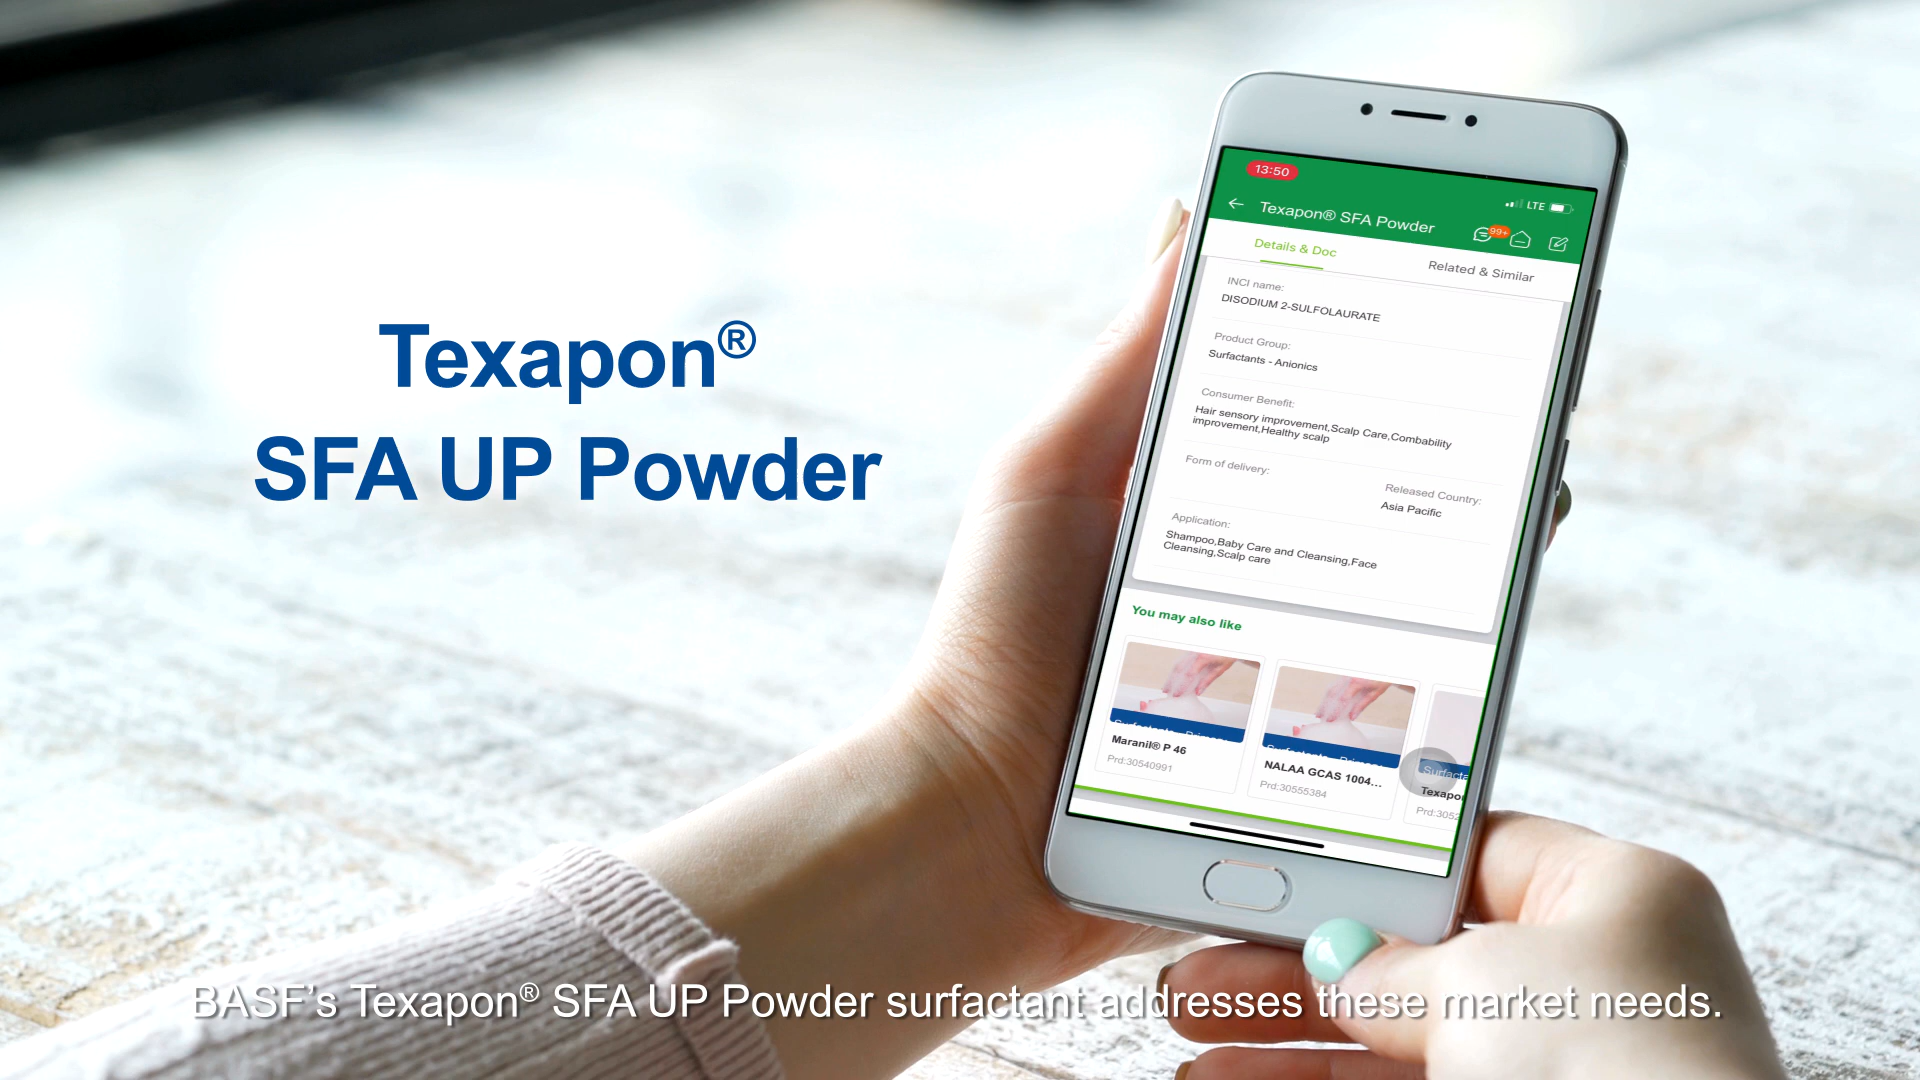 Texapon®
SFA UP Powder
13:50
LTE
Texapon® SFA Powder
99+
Details & Doc
Related & Similar
INCI name:
DISODIUM 2-SULFOLAURATE
Product Group:
Surfactants - Anionics
Consumer Benefit:
Hair sensory improvement,Scalp Care,Combability
improvement,Healthy scalp
Form of delivery:
Released Country:
Asia Pacific
Application:
Shampoo,Baby Care and Cleansing,Face
Cleansing,Scalp care
You may also like
Maranil® P 46
Prd:30540991
NALAA GCAS 1004...
Prd:30555384
Surfacta
Texapon
Prd:3052
BASF's Texapon® SFA UP Powder surfactant addresses these market needs.